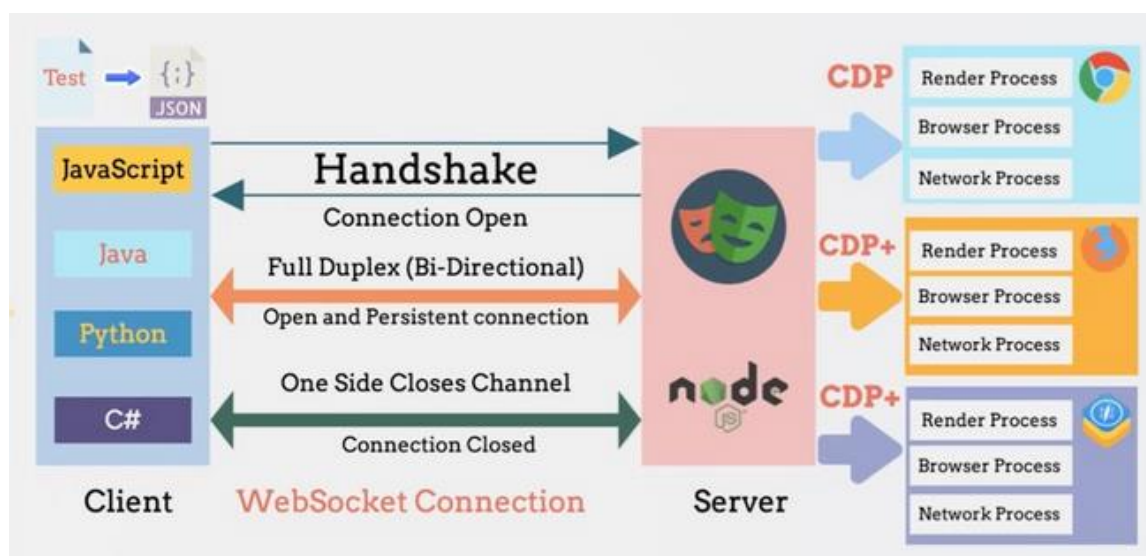 Test
{;}
JSON
JavaScript
Java
Python
C#
Client
Handshake
Connection Open
Full Duplex (Bi-Directional)
Open and Persistent connection
One Side Closes Channel
Connection Closed
WebSocket Connection
node
JS
Server
CDP
Render Process
Browser Process
Network Process
CDP+
Render Process
Browser Process
Network Process
CDP+
Render Process
Browser Process
Network Process